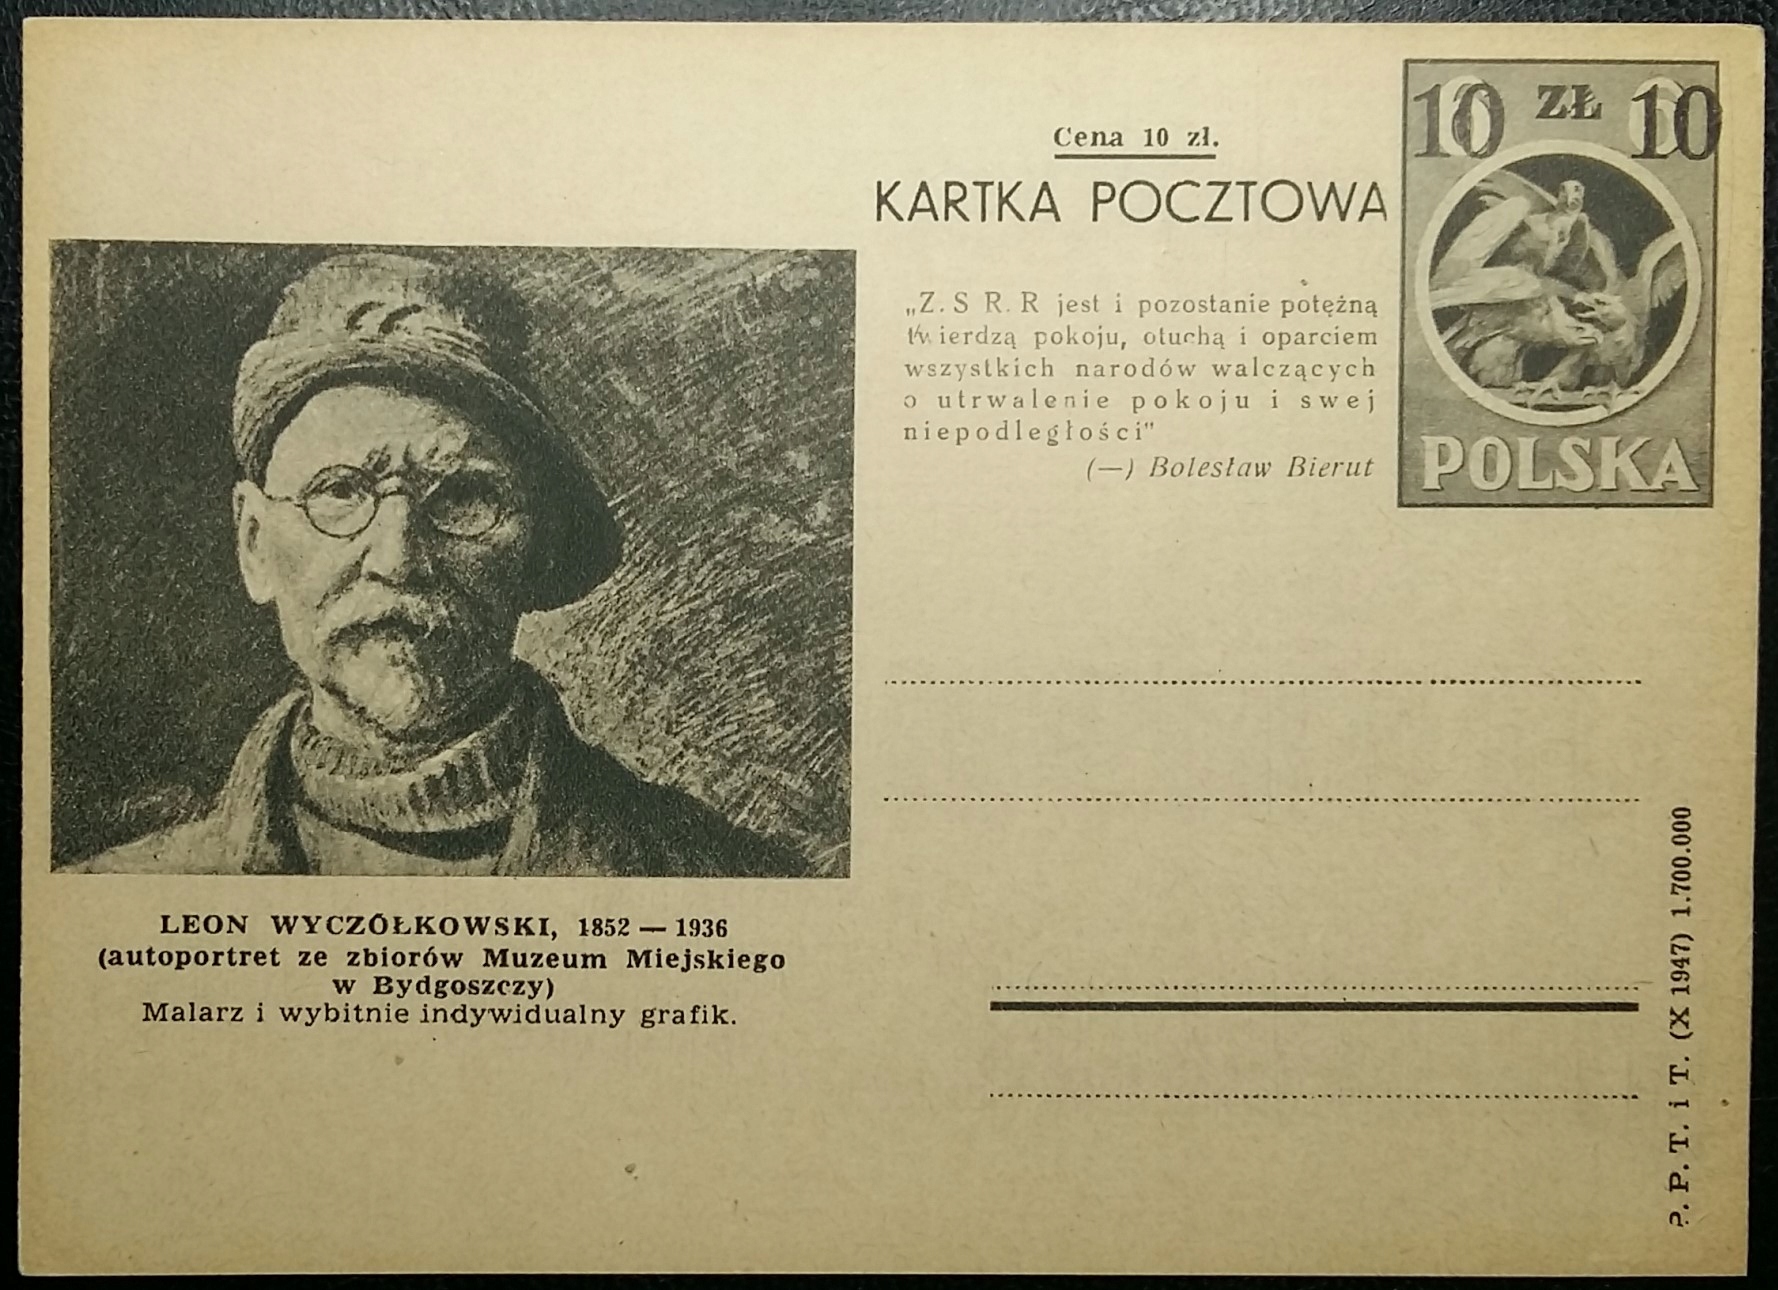 10 ZŁ 10
Cena 10 zł.
KARTKA POCZTOWA
„Z. S R. R jest i pozostanie potężną
twierdzą pokoju, otuchą i oparciem
wszystkich narodów walczących
o utrwalenie pokoju i swej
niepodległości"
(—) Bolesław Bierut
POLSKA
LEON WYCZÓŁKOWSKI, 1852 — 1936
(autoportret ze zbiorów Muzeum Miejskiego
w Bydgoszczy)
Malarz i wybitnie indywidualny grafik.
P. P. T. i T. (X 1947) 1.700.000